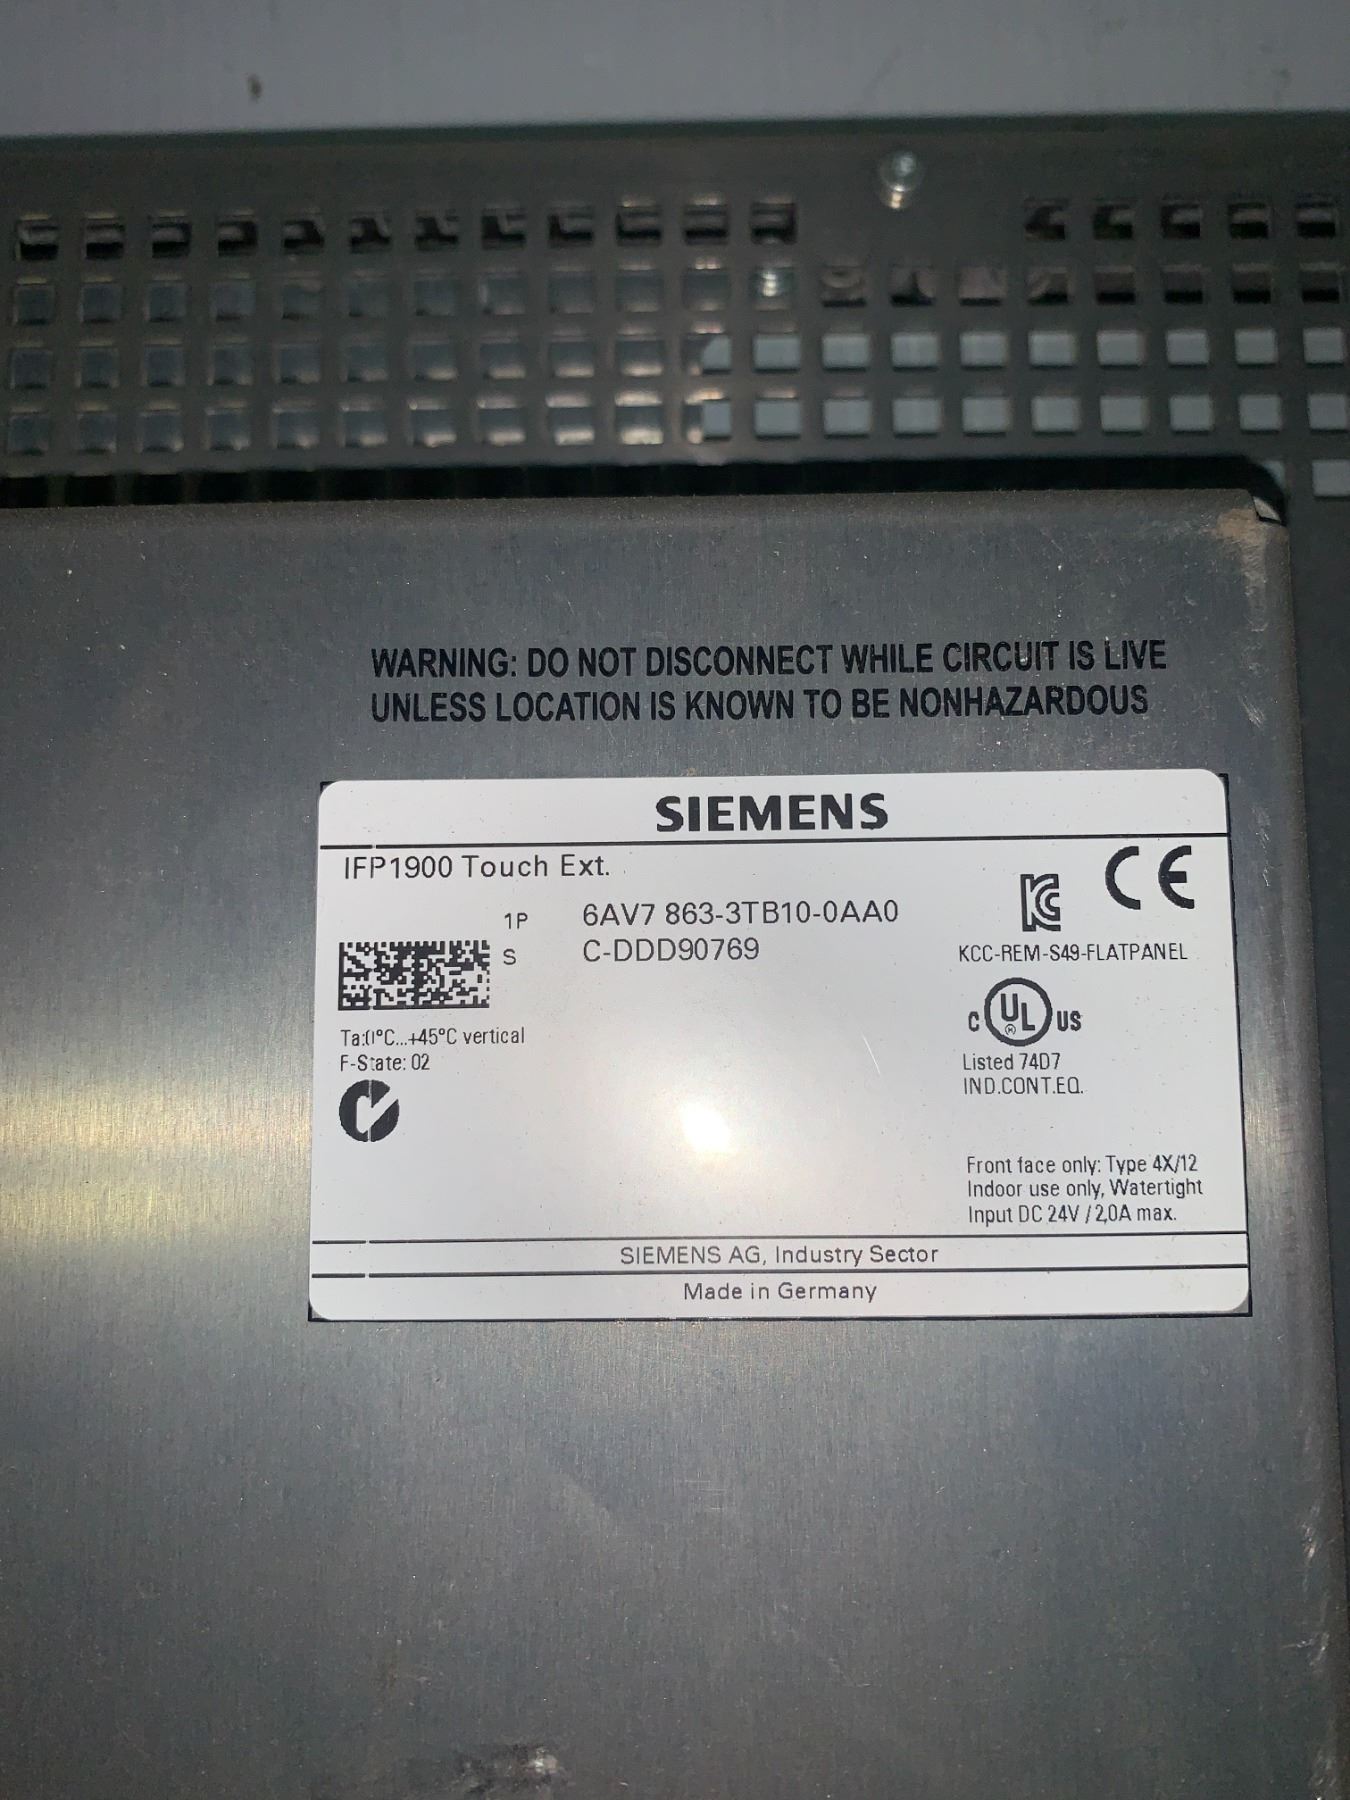 WARNING: DO NOT DISCONNECT WHILE CIRCUIT IS LIVE
UNLESS LOCATION IS KNOWN TO BE NONHAZARDOUS
SIEMENS
IFP1900 Touch Ext.
1P 6AV7 863-3TB10-0AA0
S C-DDD90769
CE
KCC-REM-S49-FLATPANEL
C UL US
Ta:0°C...+45°C vertical
F-State: 02
Listed 74D7
IND.CONT.EQ.
Front face only: Type 4X/12
Indoor use only, Watertight
Input DC 24V / 2,0A max.
SIEMENS AG, Industry Sector
Made in Germany